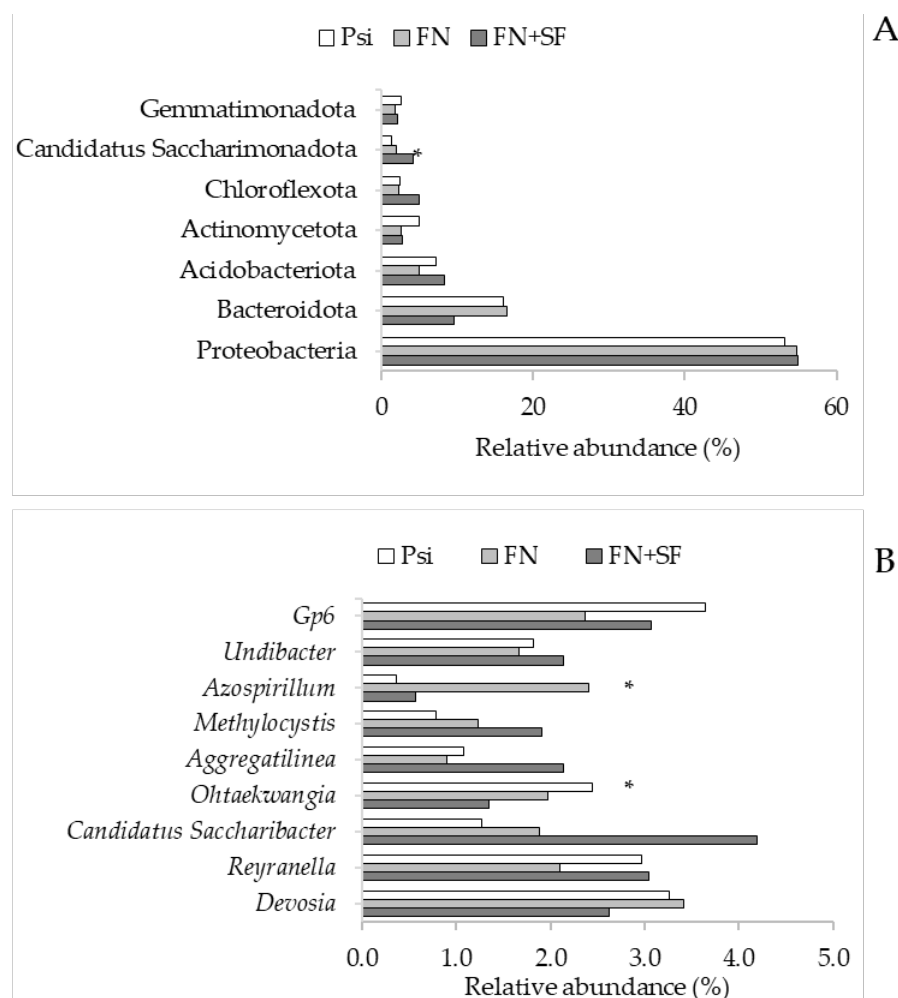 A
Psi FN FN+SF
Gemmatimonadota
Candidatus Saccharimonadota
*
Chloroflexota
Actinomycetota
Acidobacteriota
Bacteroidota
Proteobacteria
0 20 40 60
Relative abundance (%)
B
Psi FN FN+SF
Gp6
Undibacter
Azospirillum *
Methylocystis
Aggregatilinea
Ohtaekwangia *
Candidatus Saccharibacter
Reyranella
Devosia
0.0 1.0 2.0 3.0 4.0 5.0
Relative abundance (%)